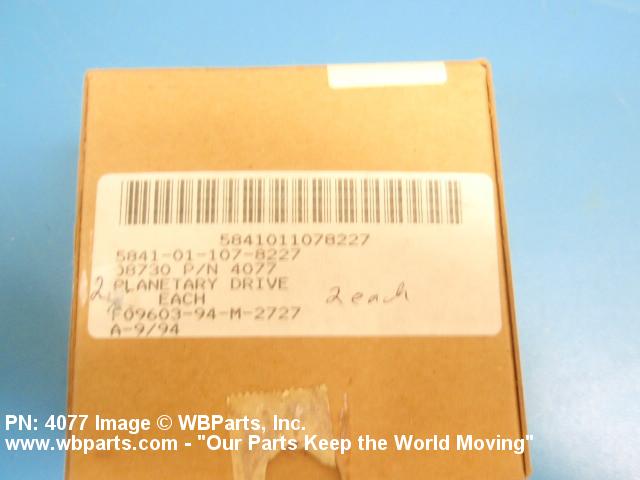 5841011078227
5841-01-107-8227
08730 P/N 4077
PLANETARY DRIVE
2 EACH
2 each
F09603-94-M-2727
A-9/94
PN: 4077 Image © WBParts, Inc.
www.wbparts.com - "Our Parts Keep the World Moving"